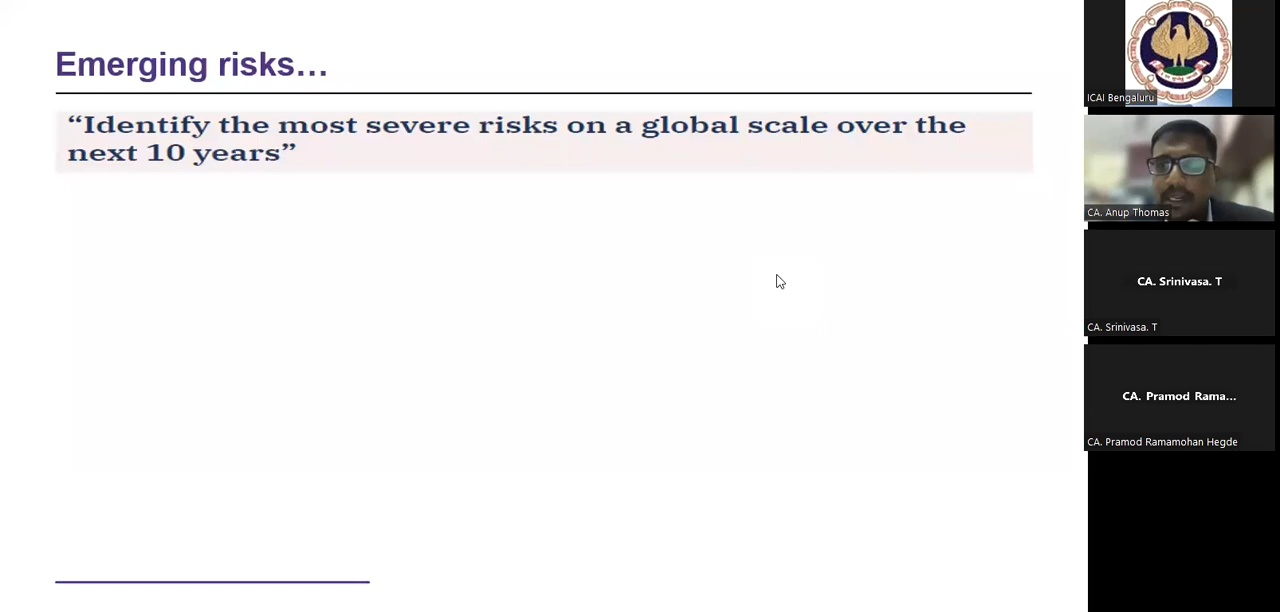 Emerging risks…
“Identify the most severe risks on a global scale over the
next 10 years”
ICAI Bengaluru
CA. Anup Thomas
CA. Srinivasa. T
CA. Srinivasa. T
CA. Pramod Rama...
CA. Pramod Ramamohan Hegde